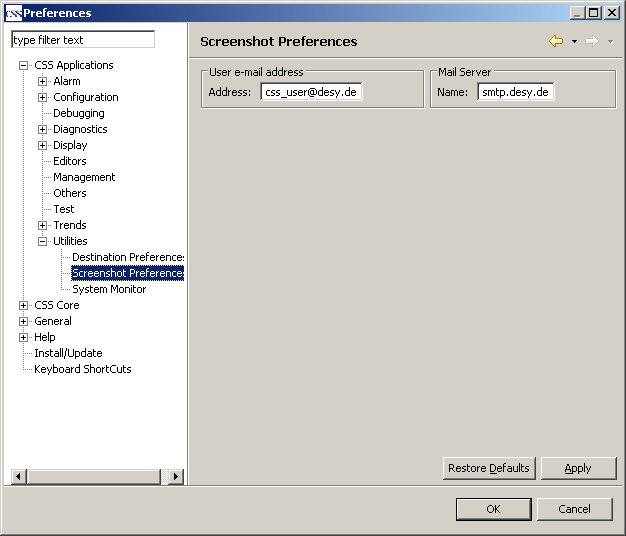 CSS Preferences
type filter text
CSS Applications
Alarm
Configuration
Debugging
Diagnostics
Display
Editors
Management
Others
Test
Trends
Utilities
Destination Preferences
Screenshot Preferences
System Monitor
CSS Core
General
Help
Install/Update
Keyboard ShortCuts
Screenshot Preferences
User e-mail address
Address: css_user@desy.de
Mail Server
Name: smtp.desy.de
Restore Defaults
Apply
OK
Cancel